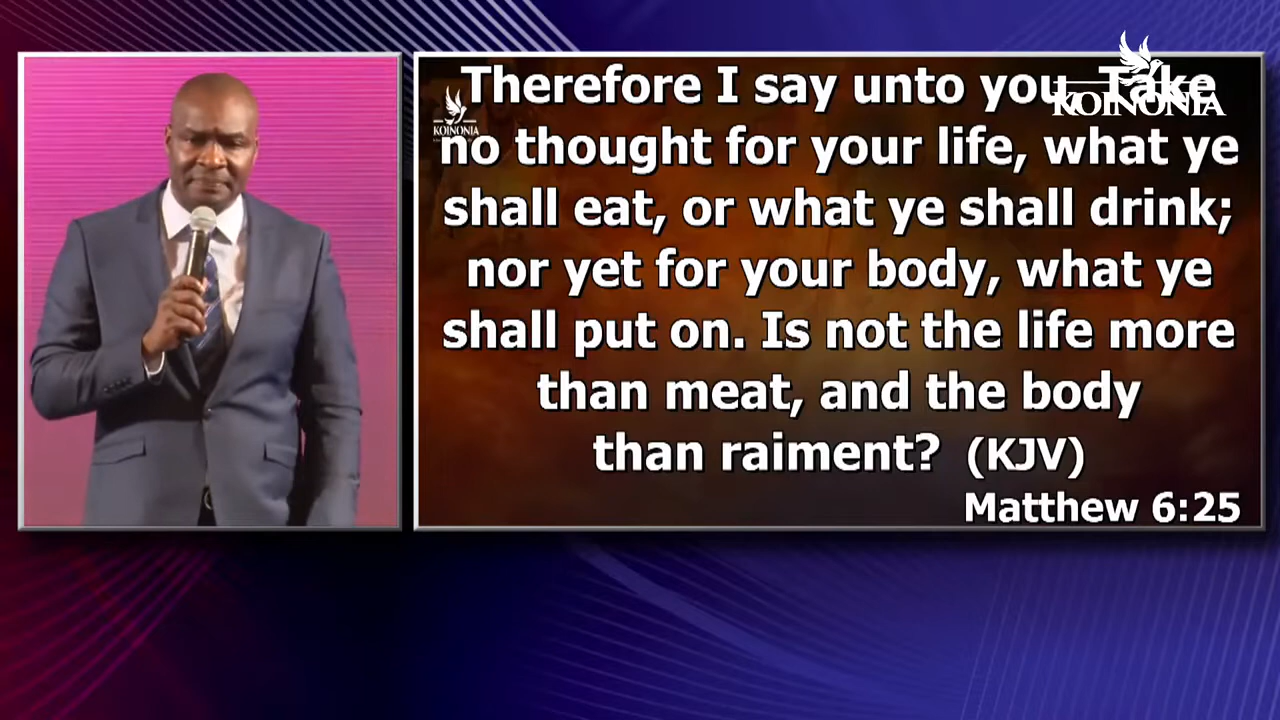 KOINONIA
KOINONIA
Therefore I say unto you, Take
no thought for your life, what ye
shall eat, or what ye shall drink;
nor yet for your body, what ye
shall put on. Is not the life more
than meat, and the body
than raiment? (KJV)
Matthew 6:25